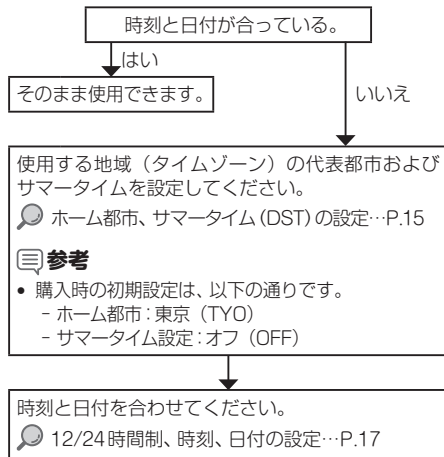 時刻と日付が合っている。
はい
いいえ
そのまま使用できます。
使用する地域（タイムゾーン）の代表都市および
サマータイムを設定してください。
ホーム都市、サマータイム（DST）の設定…P.15
参考
• 購入時の初期設定は、以下の通りです。
− ホーム都市：東京（TYO）
− サマータイム設定：オフ（OFF）
時刻と日付を合わせてください。
12/24時間制、時刻、日付の設定…P.17